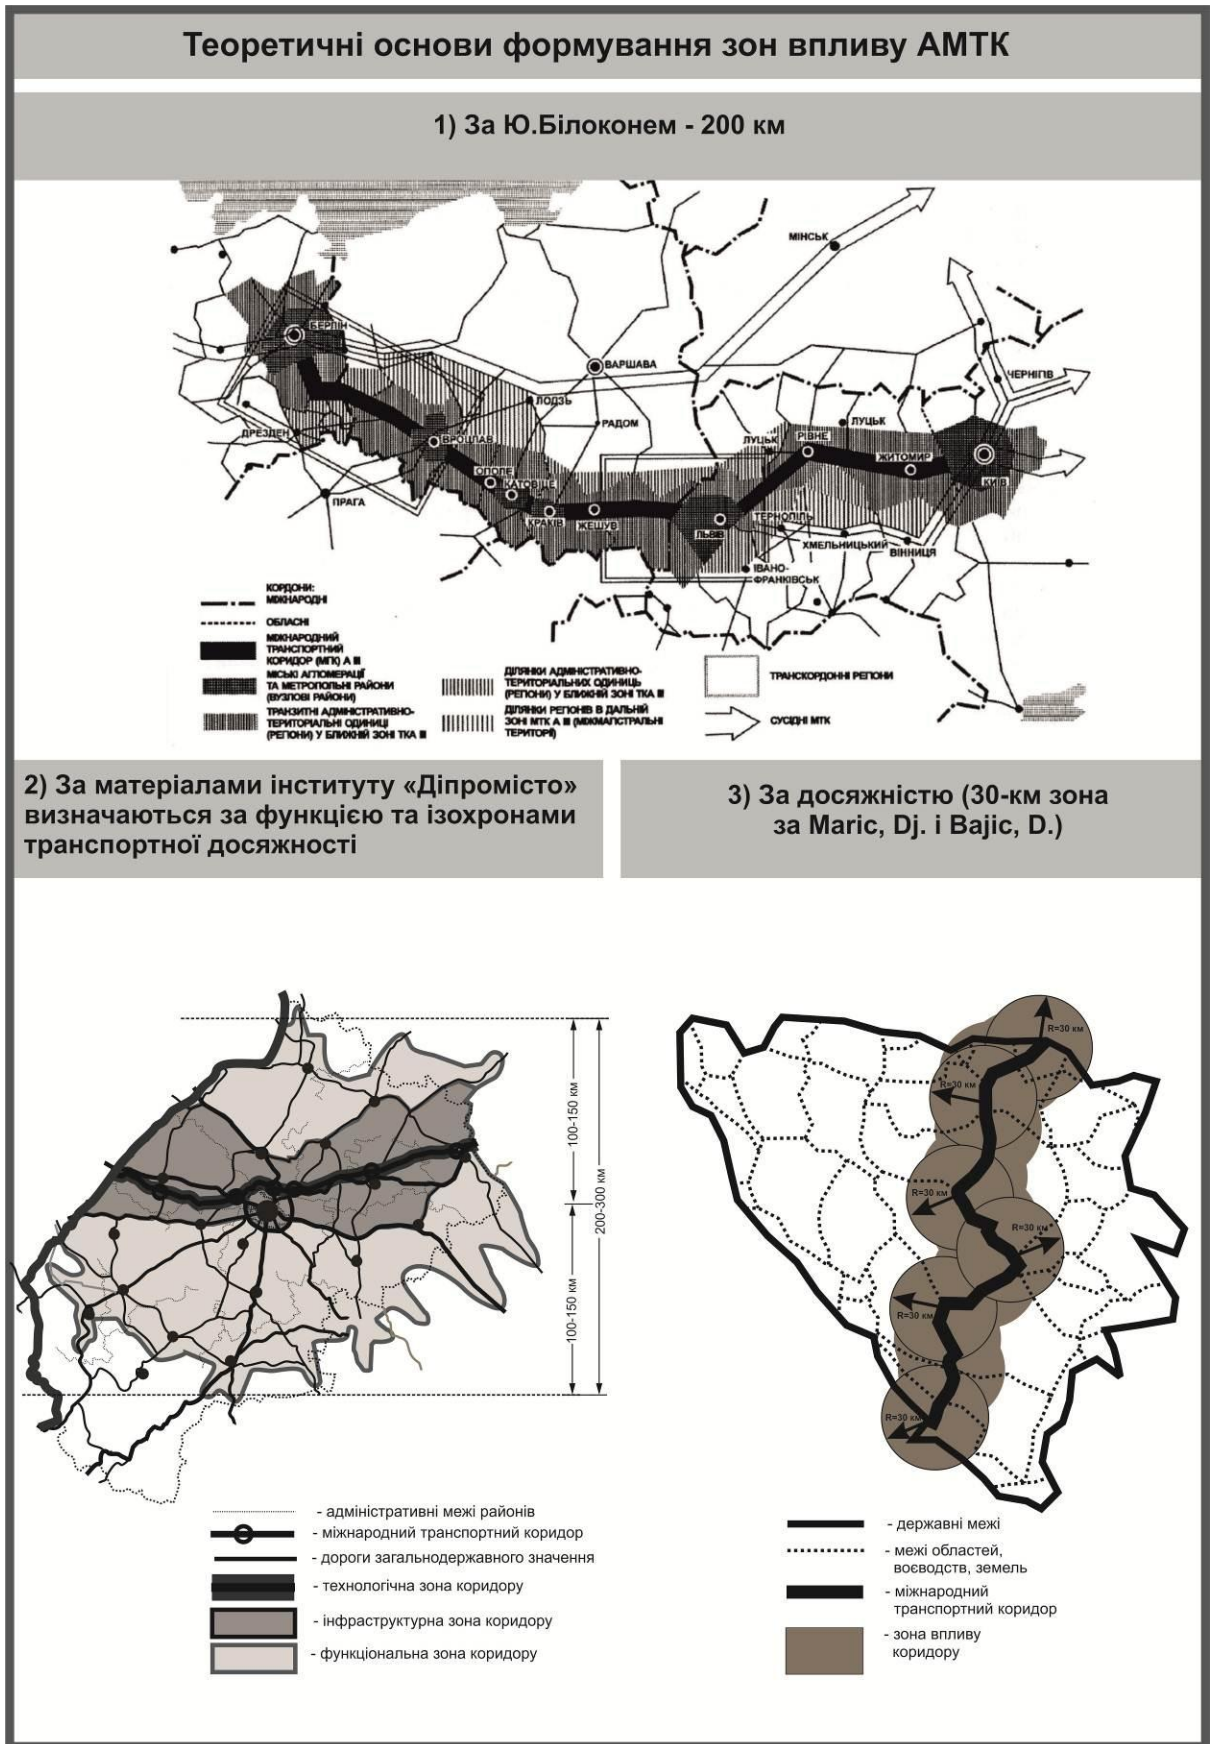 Теоретичні основи формування зон впливу АМТК
1) За Ю.Білоконем - 200 км
МІНСЬК
БЕРЛІН
ВАРШАВА
ЧЕРНІГІВ
ЛОДЗЬ
РАДОМ
ДРЕЗДЕН
ВРОЦЛАВ
ЛУЦЬК
РІВНЕ
ЛУЦЬК
ЖИТОМИР
ОПОЛЕ
КАТОВІЦЕ
КИЇВ
ПРАГА
КРАКІВ
ЖЕШУВ
ЛЬВІВ
ТЕРНОПІЛЬ
ХМЕЛЬНИЦЬКИЙ
ВІННИЦЯ
ІВАНО-
ФРАНКІВСЬК
КОРДОНИ:
МІЖНАРОДНІ
ОБЛАСНІ
МІЖНАРОДНИЙ
ТРАНСПОРТНИЙ
КОРИДОР (МТК) А III
МІСЬКІ АГЛОМЕРАЦІЇ
ТА МЕТРОПОЛЬНІ РАЙОНИ
(ВУЗЛОВІ РАЙОНИ)
ТРАНЗИТНІ АДМІНІСТРАТИВНО-
ТЕРИТОРІАЛЬНІ ОДИНИЦІ
(РЕГІОНИ) У БЛИЖНІЙ ЗОНІ ТКА III
ДІЛЯНКИ АДМІНІСТРАТИВНО-
ТЕРИТОРІАЛЬНИХ ОДИНИЦЬ
(РЕГІОНИ) У БЛИЖНІЙ ЗОНІ ТКА III
ДІЛЯНКИ РЕГІОНІВ В ДАЛЬНІЙ
ЗОНІ МТК А III (МІЖМАГІСТРАЛЬНІ
ТЕРИТОРІЇ)
ТРАНСКОРДОННІ РЕГІОНИ
СУСІДНІ МТК
2) За матеріалами інституту «Діпромісто»
визначаються за функцією та ізохронами
транспортної досяжності
100-150 км
200-300 км
100-150 км
- адміністративні межі районів
- міжнародний транспортний коридор
- дороги загальнодержавного значення
- технологічна зона коридору
- інфраструктурна зона коридору
- функціональна зона коридору
3) За досяжністю (30-км зона
за Maric, Dj. і Bajic, D.)
R=30 км
R=30 км
R=30 км
R=30 км
R=30 км
R=30 км
- державні межі
- межі областей,
воєводств, земель
- міжнародний
транспортний коридор
- зона впливу
коридору